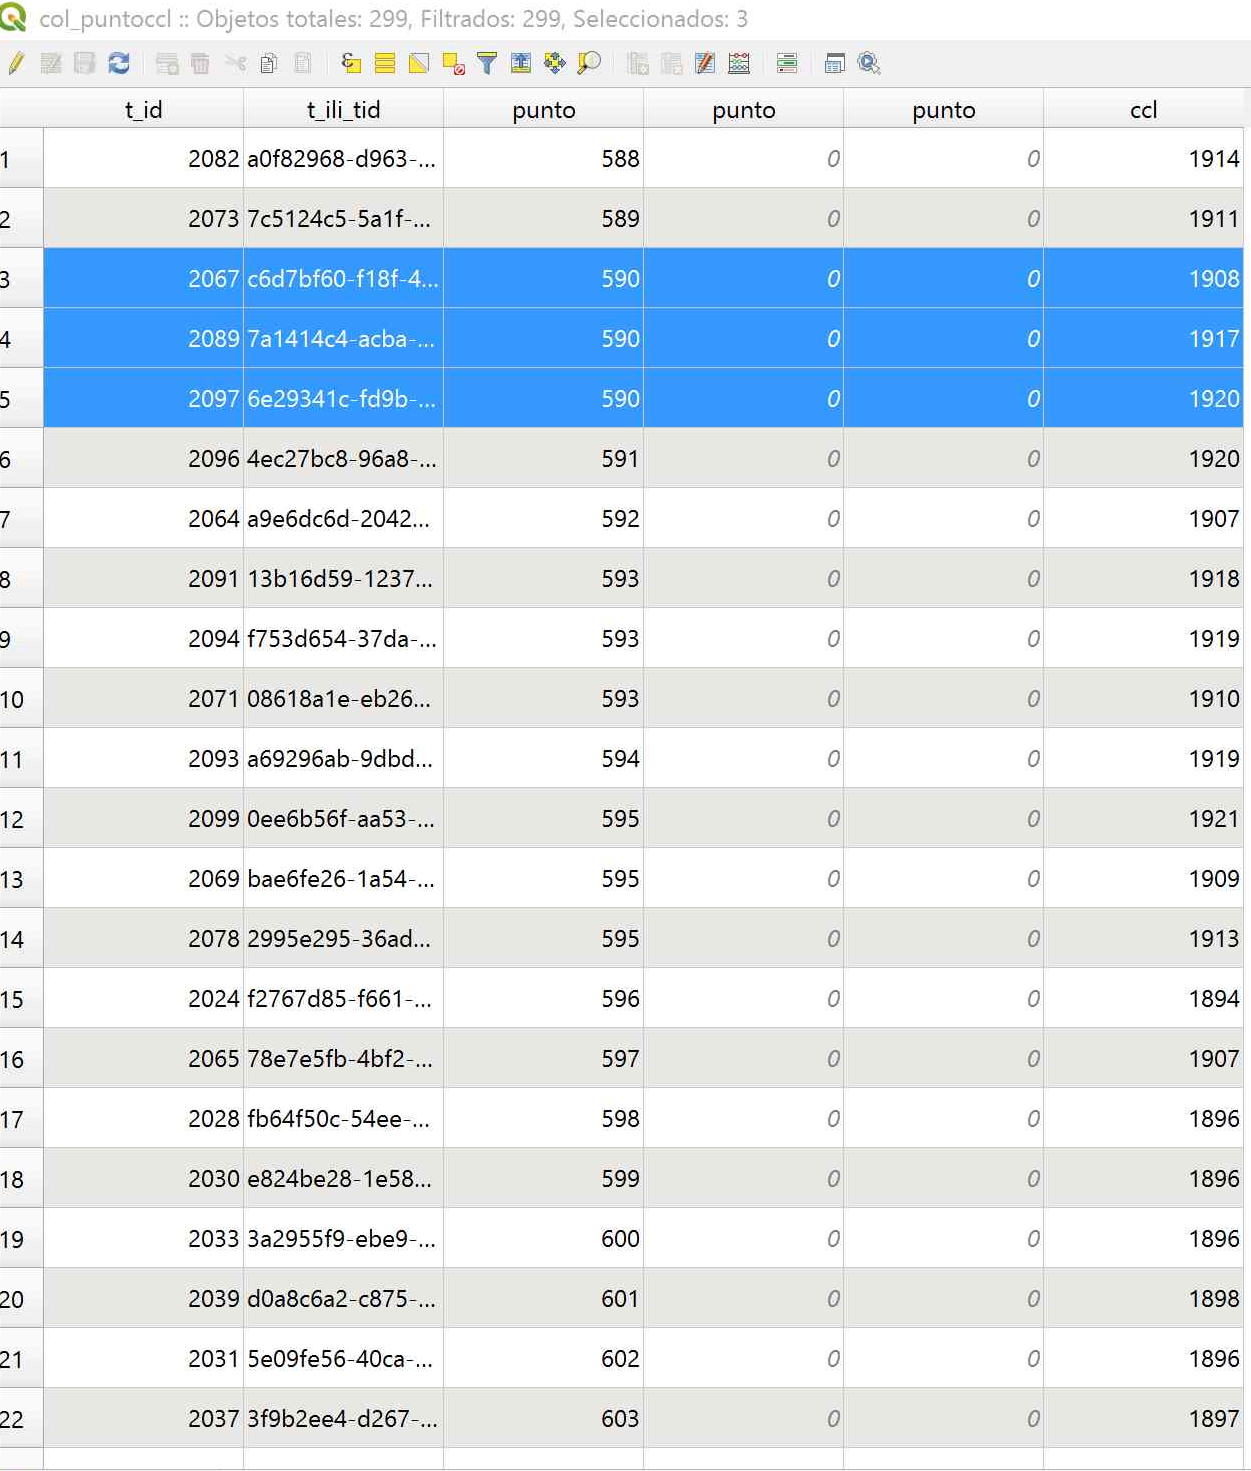 col_puntoccl :: Objetos totales: 299, Filtrados: 299, Seleccionados: 3
t_id t_ili_tid punto punto punto ccl
1 2082 a0f82968-d963-... 588 0 0 1914
2 2073 7c5124c5-5a1f-... 589 0 0 1911
3 2067 c6d7bf60-f18f-4... 590 0 0 1908
4 2089 7a1414c4-acba-... 590 0 0 1917
5 2097 6e29341c-fd9b-... 590 0 0 1920
6 2096 4ec27bc8-96a8-... 591 0 0 1920
7 2064 a9e6dc6d-2042... 592 0 0 1907
8 2091 13b16d59-1237... 593 0 0 1918
9 2094 f753d654-37da-... 593 0 0 1919
10 2071 08618a1e-eb26... 593 0 0 1910
11 2093 a69296ab-9dbd... 594 0 0 1919
12 2099 0ee6b56f-aa53-... 595 0 0 1921
13 2069 bae6fe26-1a54-... 595 0 0 1909
14 2078 2995e295-36ad... 595 0 0 1913
15 2024 f2767d85-f661-... 596 0 0 1894
16 2065 78e7e5fb-4bf2-... 597 0 0 1907
17 2028 fb64f50c-54ee-... 598 0 0 1896
18 2030 e824be28-1e58... 599 0 0 1896
19 2033 3a2955f9-ebe9-... 600 0 0 1896
20 2039 d0a8c6a2-c875-... 601 0 0 1898
21 2031 5e09fe56-40ca-... 602 0 0 1896
22 2037 3f9b2ee4-d267-... 603 0 0 1897